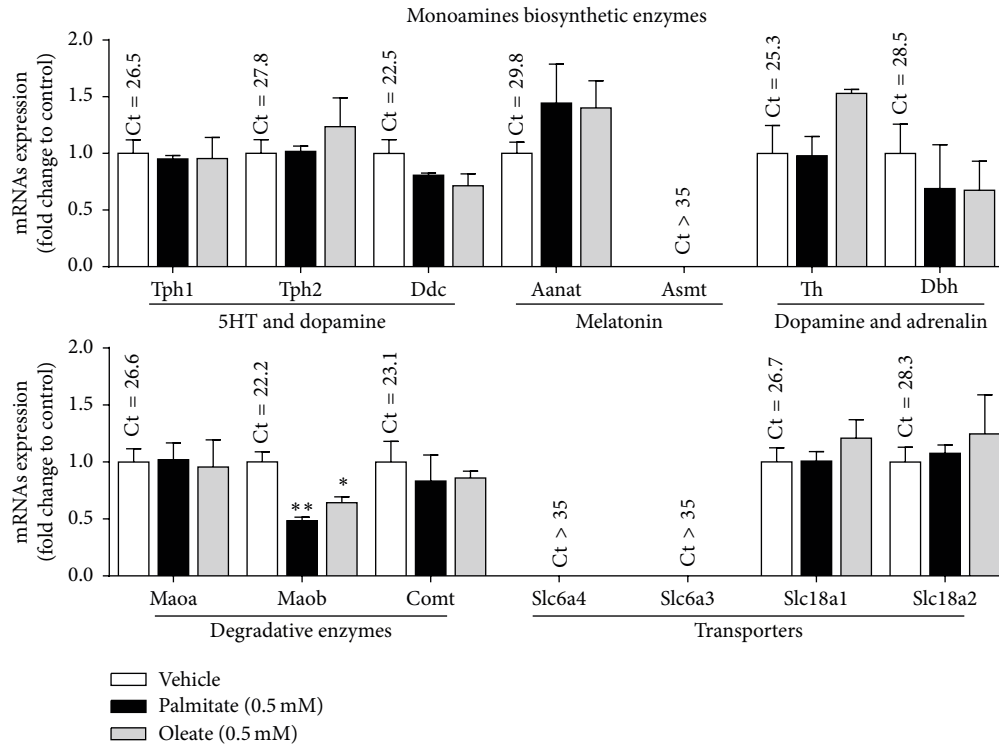 Monoamines biosynthetic enzymes
mRNAs expression
(fold change to control)
2.0
1.5
1.0
0.5
0.0
Ct = 26.5
Ct = 27.8
Ct = 22.5
Ct = 29.8
Ct > 35
Ct = 25.3
Ct = 28.5
Tph1
Tph2
Ddc
Aanat
Asmt
Th
Dbh
5HT and dopamine
Melatonin
Dopamine and adrenalin
mRNAs expression
(fold change to control)
2.0
1.5
1.0
0.5
0.0
Ct = 26.6
Ct = 22.2
Ct = 23.1
Ct > 35
Ct > 35
Ct = 26.7
Ct = 28.3
**
*
Maoa
Maob
Comt
Slc6a4
Slc6a3
Slc18a1
Slc18a2
Degradative enzymes
Transporters
Vehicle
Palmitate (0.5 mM)
Oleate (0.5 mM)